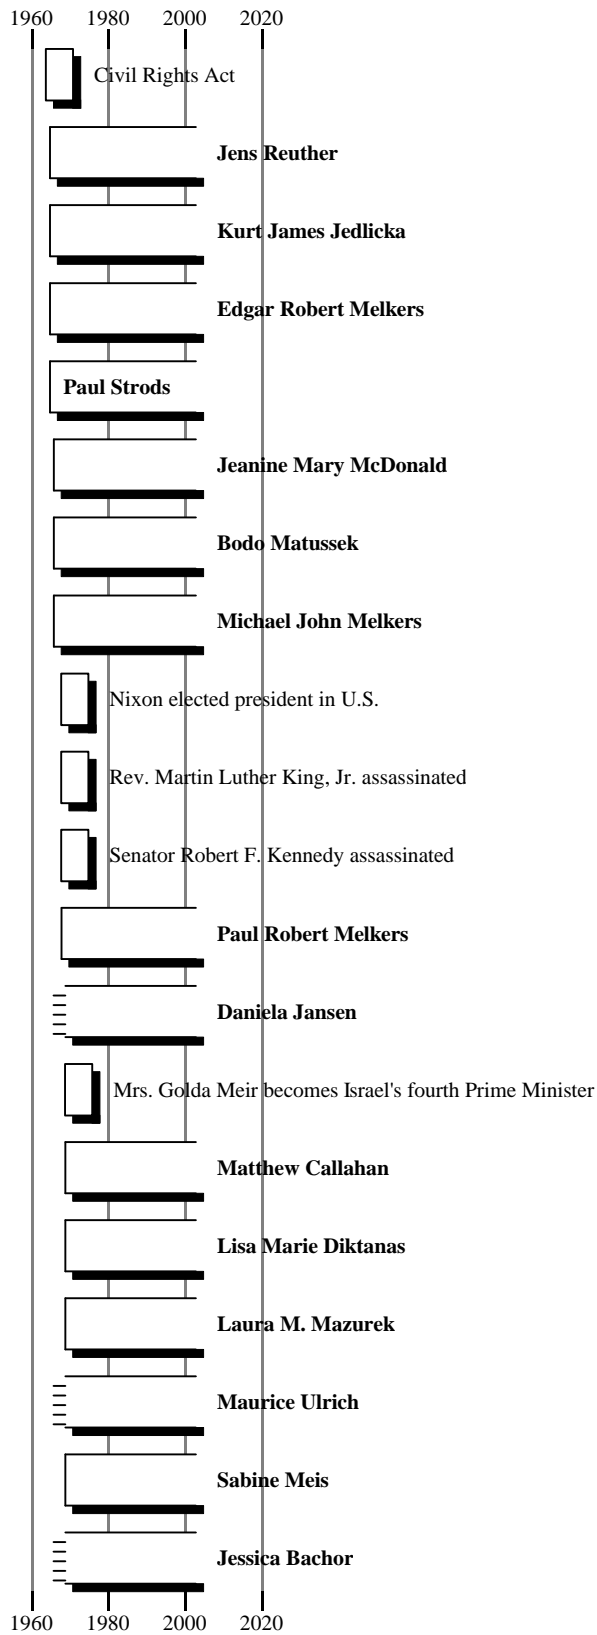 1960 1980 2000 2020
Civil Rights Act
Jens Reuther
Kurt James Jedlicka
Edgar Robert Melkers
Paul Strods
Jeanine Mary McDonald
Bodo Matussek
Michael John Melkers
Nixon elected president in U.S.
Rev. Martin Luther King, Jr. assassinated
Senator Robert F. Kennedy assassinated
Paul Robert Melkers
Daniela Jansen
Mrs. Golda Meir becomes Israel's fourth Prime Minister
Matthew Callahan
Lisa Marie Diktanas
Laura M. Mazurek
Maurice Ulrich
Sabine Meis
Jessica Bachor
1960 1980 2000 2020